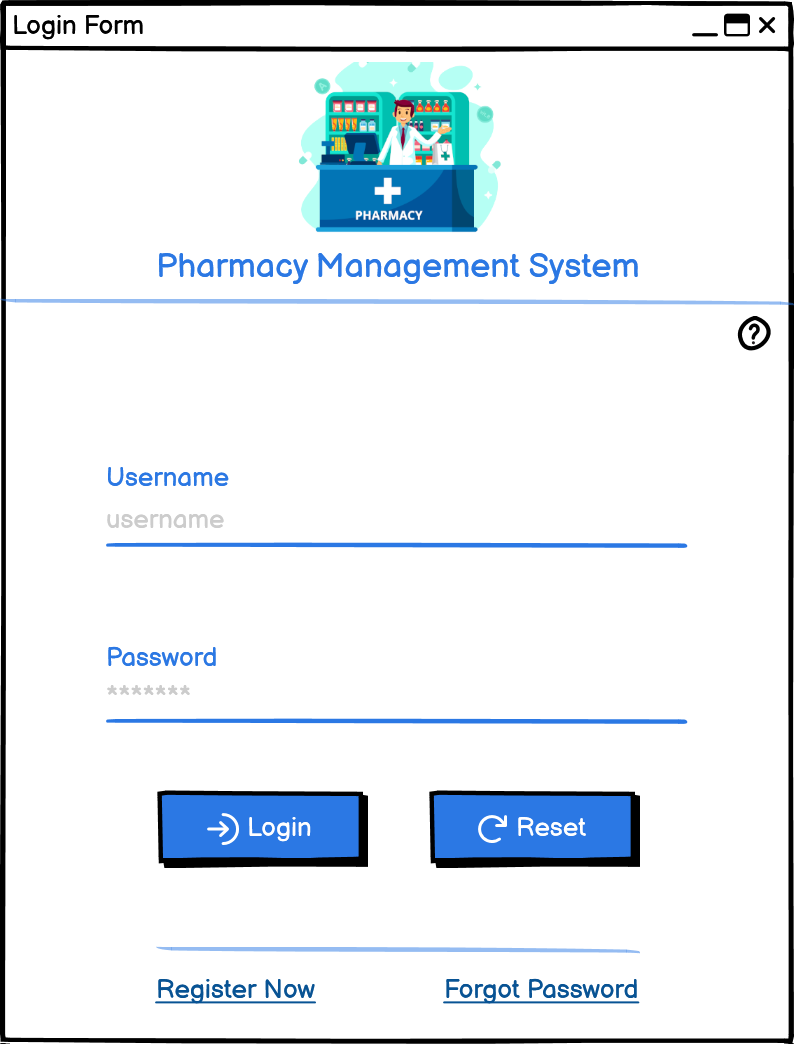 Login Form
PHARMACY
Pharmacy Management System
?
Username
username
Password
*******
Login Reset
Register Now Forgot Password